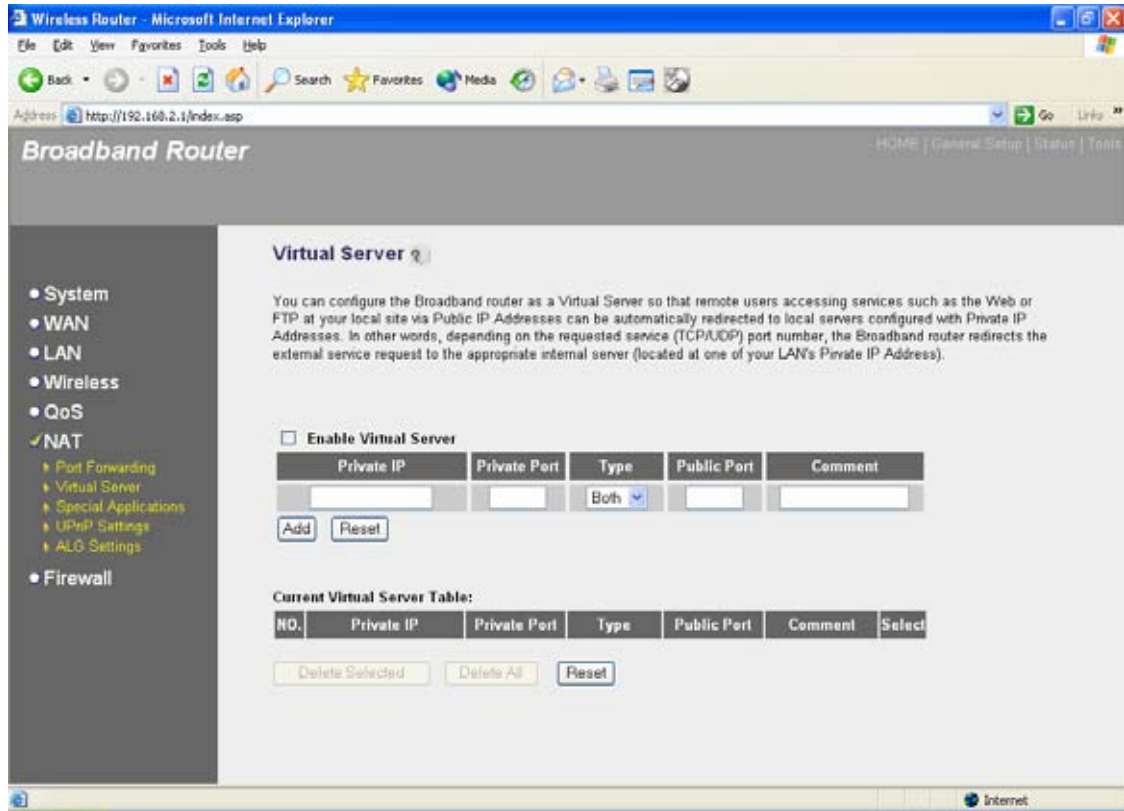 Wireless Router - Microsoft Internet Explorer
File Edit View Favorites Tools Help
Back Search Favorites Media
Address http://192.168.2.1/index.asp Go Links »
Broadband Router
HOME | General Setup | Status | Tools
Virtual Server
System
WAN
LAN
Wireless
QoS
NAT
Port Forwarding
Virtual Server
Special Applications
UPnP Settings
ALG Settings
Firewall
You can configure the Broadband router as a Virtual Server so that remote users accessing services such as the Web or
FTP at your local site via Public IP Addresses can be automatically redirected to local servers configured with Private IP
Addresses. In other words, depending on the requested service (TCP/UDP) port number, the Broadband router redirects the
external service request to the appropriate internal server (located at one of your LAN's Pirvate IP Address).
Enable Virtual Server
Private IP Private Port Type Public Port Comment
Both
Add Reset
Current Virtual Server Table:
NO. Private IP Private Port Type Public Port Comment Select
Delete Selected Delete All Reset
Internet